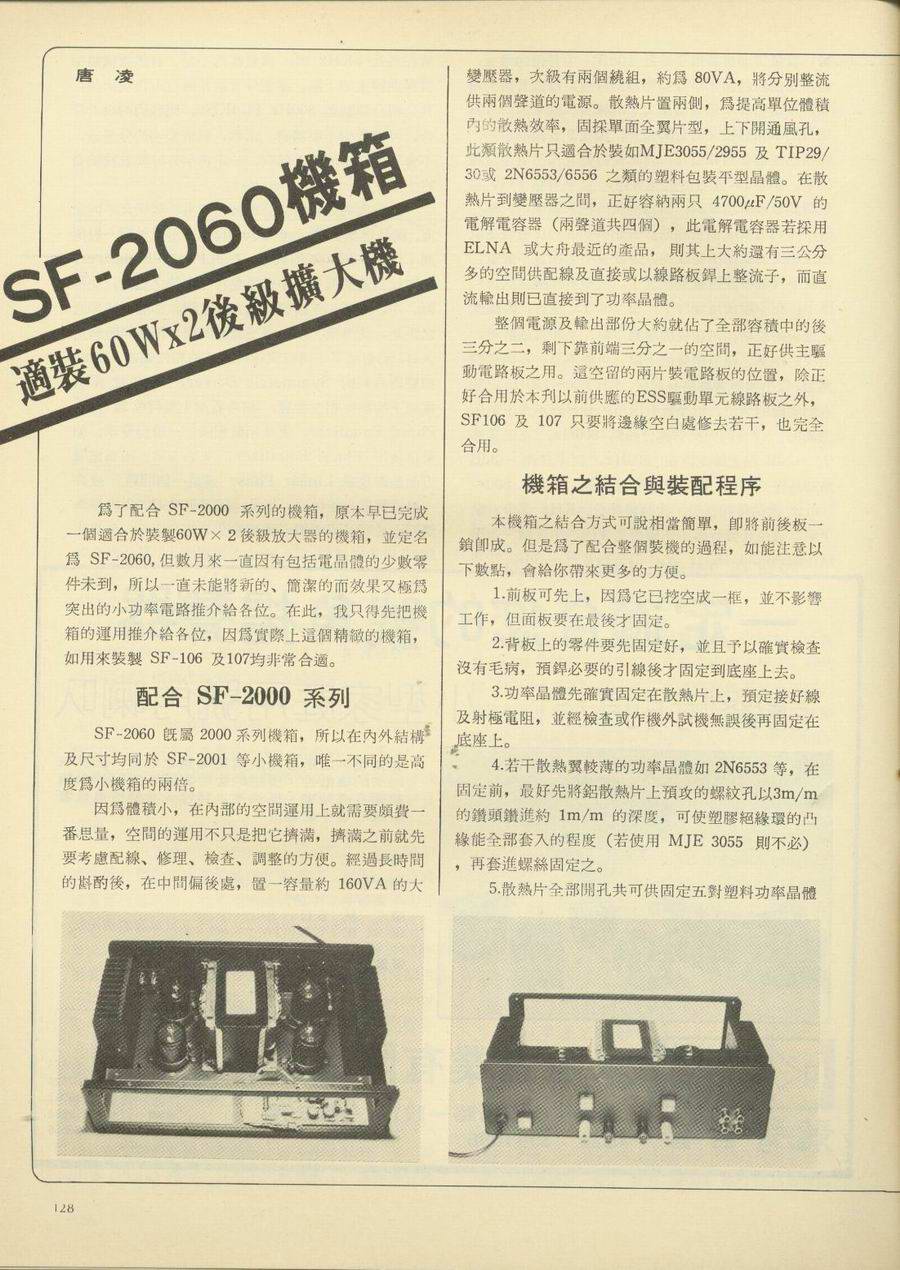 唐凌
SF-2060機箱
適裝60Wx2後級擴大機
爲了配合 SF-2000 系列的機箱，原本早已完成
一個適合於裝製60W× 2後級放大器的機箱，並定名
爲 SF-2060,但數月來一直因有包括電晶體的少數零
件未到，所以一直未能將新的、簡潔的而效果又極爲
突出的小功率電路推介給各位。在此，我只得先把機
箱的運用推介給各位，因爲實際上這個精緻的機箱，
如用來裝製 SF-106 及107均非常合適。
配合 SF-2000 系列
SF-2060 旣屬 2000系列機箱，所以在內外結構
及尺寸均同於 SF-2001 等小機箱，唯一不同的是高
度爲小機箱的兩倍。
因爲體積小，在內部的空間運用上就需要頗費一
番思量，空間的運用不只是把它擠滿，擠滿之前就先
要考慮配線、修理、檢查、調整的方便。經過長時間
的斟酌後，在中間偏後處，置一容量約 160VA 的大
變壓器，次級有兩個繞組，約爲 80VA，將分別整流
供兩個聲道的電源。散熱片置兩側，爲提高單位體積
內的散熱效率，固採單面全翼片型，上下開通風孔，
此類散熱片只適合於裝如MJE3055/2955 及 TIP29/
30或 2N6553/6556 之類的塑料包裝平型晶體。在散
熱片到變壓器之間，正好容納兩只 4700μF/50V 的
電解電容器（兩聲道共四個），此電解電容器若採用
ELNA 或大舟最近的產品，則其上大約還有三公分
多的空間供配線及直接或以線路板銲上整流子，而直
流輸出則已直接到了功率晶體。
整個電源及輸出部份大約就佔了全部容積中的後
三分之二，剩下靠前端三分之一的空間，正好供主驅
動電路板之用。這空留的兩片裝電路板的位置，除正
好合用於本刋以前供應的ESS驅動單元線路板之外，
SF106 及 107 只要將邊緣空白處修去若干，也完全
合用。
機箱之結合與裝配程序
本機箱之結合方式可說相當簡單，卽將前後板一
鎖卽成。但是爲了配合整個裝機的過程，如能注意以
下數點，會給你帶來更多的方便。
1.前板可先上，因爲它已挖空成一框，並不影響
工作，但面板要在最後才固定。
2.背板上的零件要先固定好，並且予以確實檢查
沒有毛病，預銲必要的引線後才固定到底座上去。
3.功率晶體先確實固定在散熱片上，預定接好線
及射極電阻，並經檢查或作機外試機無誤後再固定在
底座上。
4.若干散熱翼較薄的功率晶體如 2N6553 等，在
固定前，最好先將鋁散熱片上預攻的螺紋孔以3m/m
的鑽頭鑽進約 1m/m 的深度，可使塑膠絕緣環的凸
緣能全部套入的程度（若使用 MJE 3055 則不必）
，再套進螺絲固定之。
5.散熱片全部開孔共可供固定五對塑料功率晶體
128